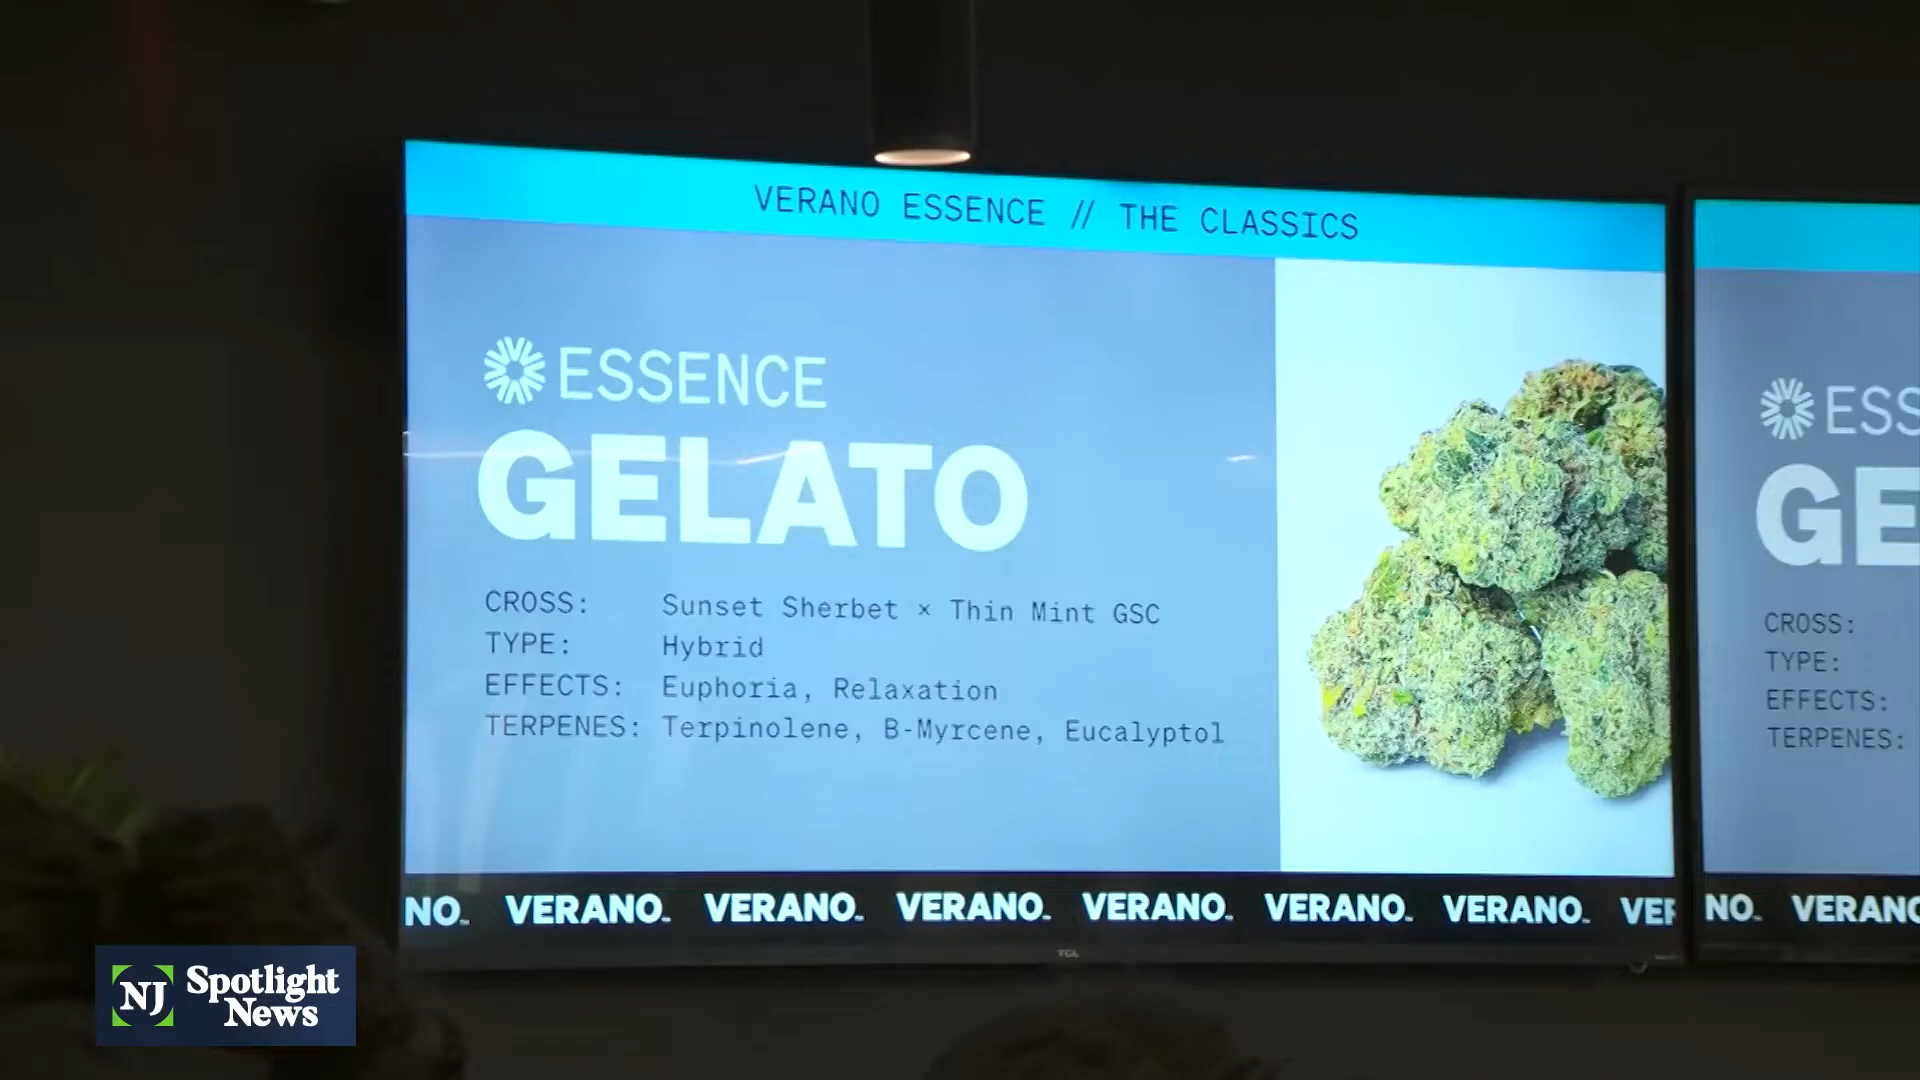 VERANO ESSENCE // THE CLASSICS
ESSENCE
GELATO
CROSS: Sunset Sherbet × Thin Mint GSC
TYPE: Hybrid
EFFECTS: Euphoria, Relaxation
TERPENES: Terpinolene, B-Myrcene, Eucalyptol
NO. VERANO. VERANO. VERANO. VERANO. VERANO. VERANO. VER
TCL
ESS
GE
CROSS:
TYPE:
EFFECTS:
TERPENES:
NO. VERANO
NJ Spotlight
News